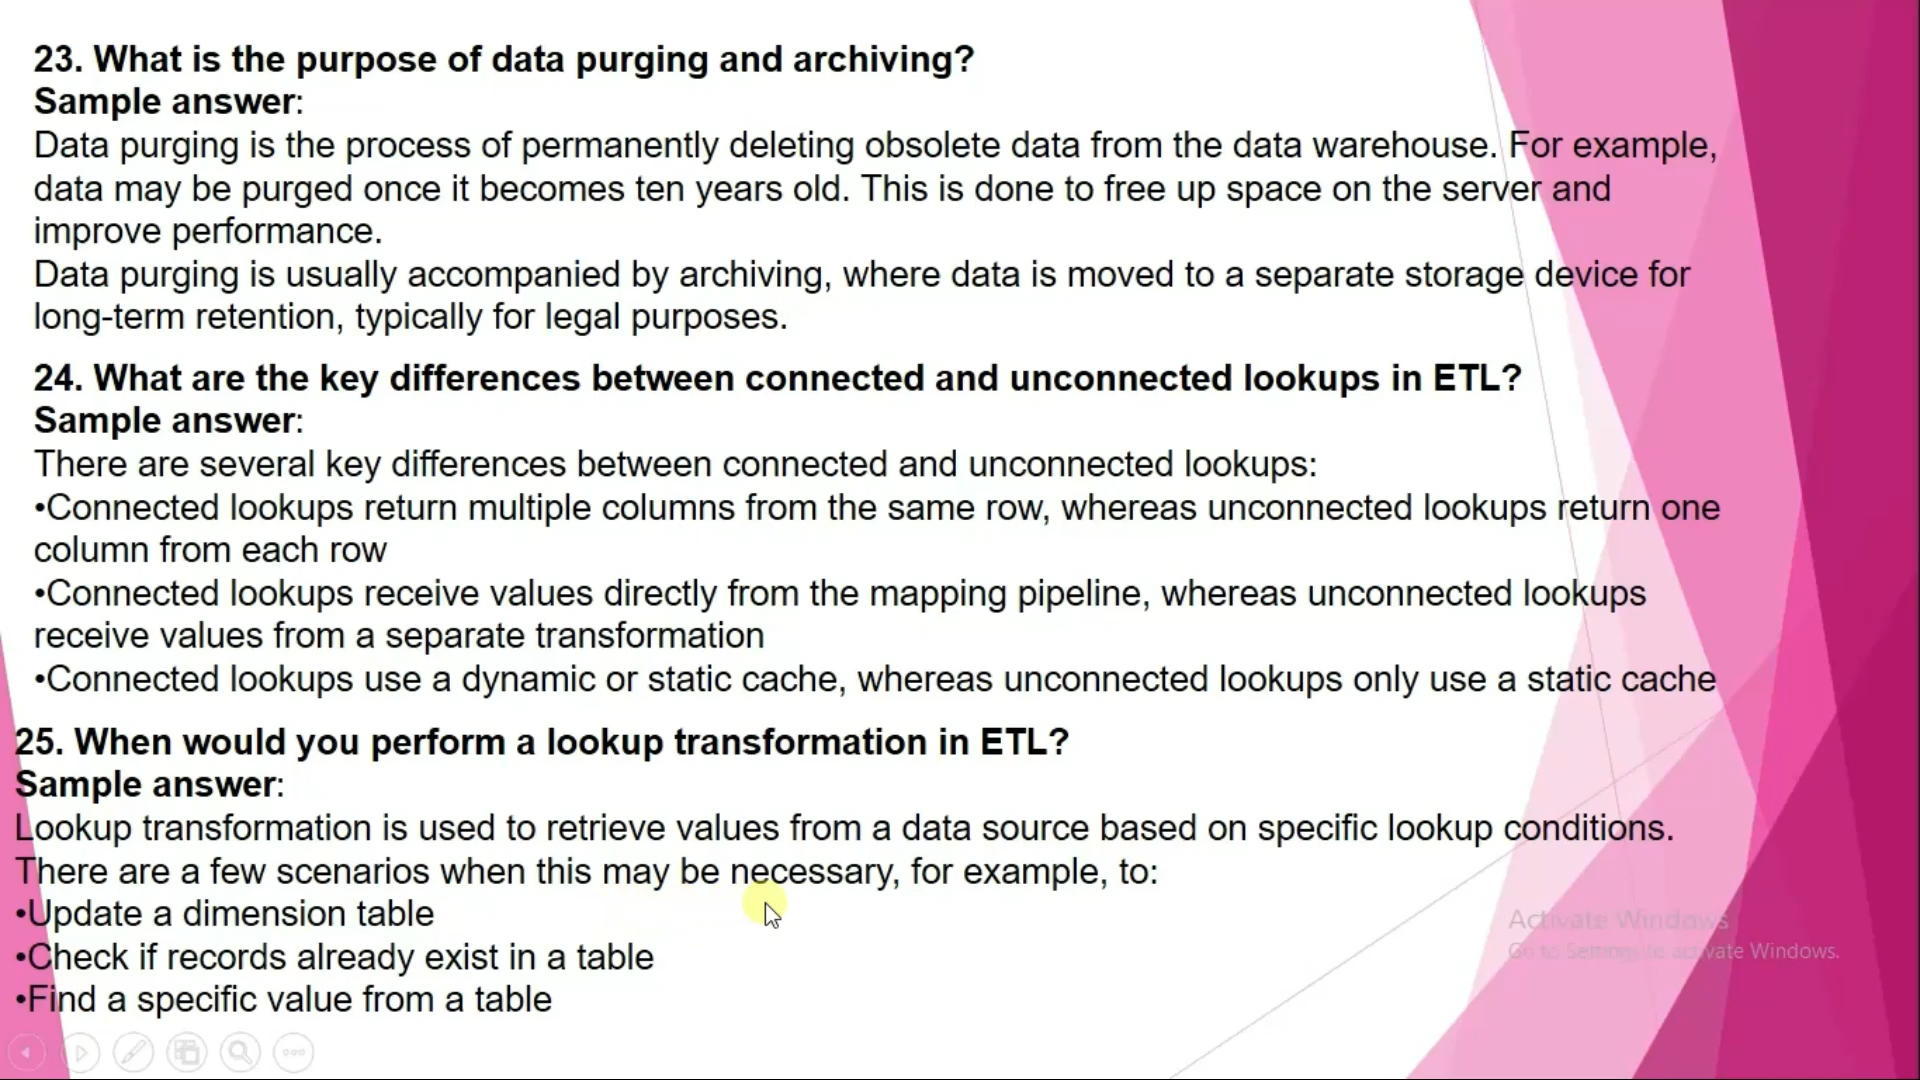 23. What is the purpose of data purging and archiving?
Sample answer:
Data purging is the process of permanently deleting obsolete data from the data warehouse. For example,
data may be purged once it becomes ten years old. This is done to free up space on the server and
improve performance.
Data purging is usually accompanied by archiving, where data is moved to a separate storage device for
long-term retention, typically for legal purposes.
24. What are the key differences between connected and unconnected lookups in ETL?
Sample answer:
There are several key differences between connected and unconnected lookups:
•Connected lookups return multiple columns from the same row, whereas unconnected lookups return one
column from each row
•Connected lookups receive values directly from the mapping pipeline, whereas unconnected lookups
receive values from a separate transformation
•Connected lookups use a dynamic or static cache, whereas unconnected lookups only use a static cache
25. When would you perform a lookup transformation in ETL?
Sample answer:
Lookup transformation is used to retrieve values from a data source based on specific lookup conditions.
There are a few scenarios when this may be necessary, for example, to:
•Update a dimension table
•Check if records already exist in a table
•Find a specific value from a table
Activate Windows
Go to Settings to activate Windows.